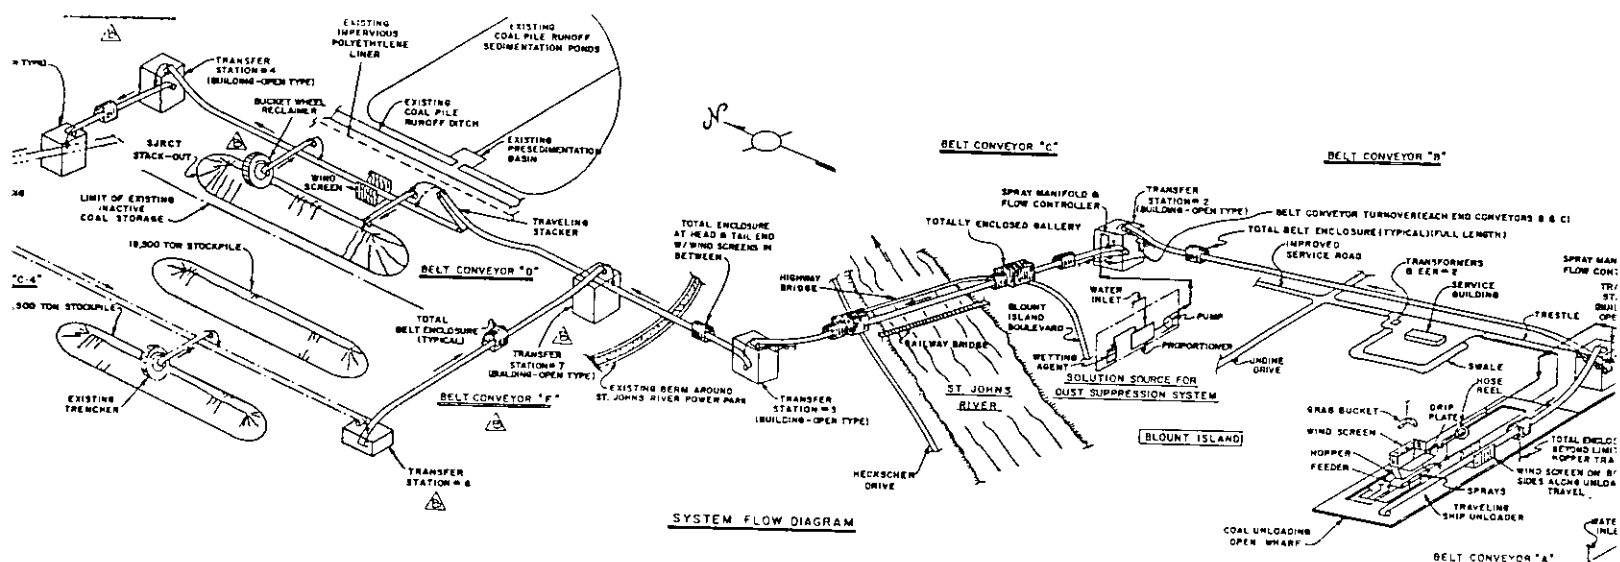 EXISTING
IMPERVIOUS
POLYETHYLENE
LINER
EXISTING
COAL PILE RUNOFF
SEDIMENTATION PONDS
TYPE)
TRANSFER
STATION #4
(BUILDING-OPEN TYPE)
BUCKET WHEEL
RECLAIMER
EXISTING
COAL PILE
RUNOFF DITCH
EXISTING
PRESEDIMENTATION
BASIN
SJRCT
STACK-OUT
WIND
SCREEN
LIMIT OF EXISTING
INACTIVE
COAL STORAGE
TRAVELING
STACKER
BELT CONVEYOR "D"
"C-4"
,500 TON STOCKPILE
EXISTING
TRENCHER
TOTAL
BELT ENCLOSURE
(TYPICAL)
TRANSFER
STATION #7
(BUILDING-OPEN TYPE)
BELT CONVEYOR "F"
TRANSFER
STATION #6
EXISTING BERM AROUND
ST. JOHNS RIVER POWER PARK
TOTAL ENCLOSURE
AT HEAD & TAIL END
W/WIND SCREENS IN
BETWEEN
N
TRANSFER
STATION #3
(BUILDING-OPEN TYPE)
BELT CONVEYOR "C"
SPRAY MANIFOLD &
FLOW CONTROLLER
TRANSFER
STATION #2
(BUILDING-OPEN TYPE)
TOTALLY ENCLOSED GALLERY
HIGHWAY
BRIDGE
RAILWAY BRIDGE
ST. JOHNS
RIVER
HECKSCHER
DRIVE
BLOUNT
ISLAND
BOULEVARD
WATER
INLET
PUMP
PROPORTIONER
WETTING
AGENT
SOLUTION SOURCE FOR
DUST SUPPRESSION SYSTEM
BLOUNT ISLAND
BELT CONVEYOR "B"
BELT CONVEYOR TURNOVER(EACH END CONVEYORS B & C)
TOTAL BELT ENCLOSURE (TYPICAL)(FULL LENGTH)
IMPROVED
SERVICE ROAD
TRANSFORMERS
SERVICE
BUILDING
TRESTLE
UNDINE
DRIVE
SWALE
HOSE
REEL
GRAB BUCKET
DRIP
PLATE
WIND SCREEN
HOPPER
FEEDER
SPRAYS
TRAVELING
SHIP UNLOADER
COAL UNLOADING
OPEN WHARF
BELT CONVEYOR "A"
SYSTEM FLOW DIAGRAM